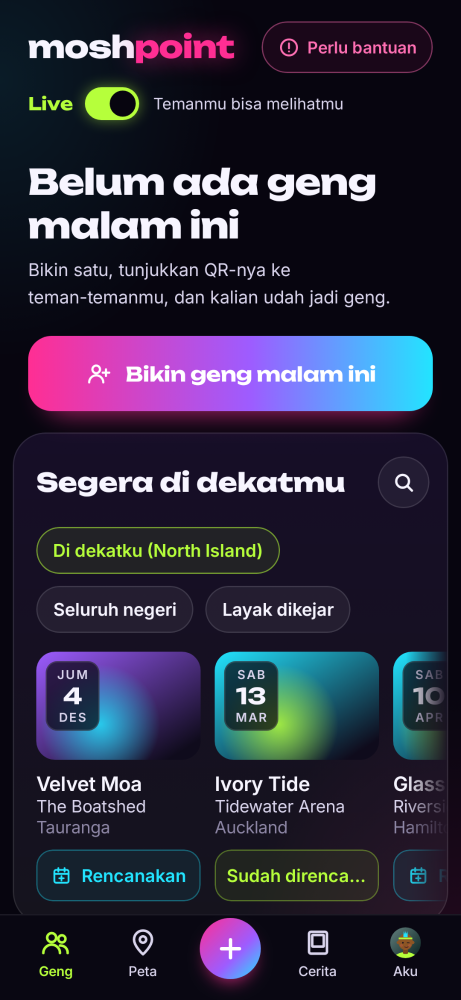 moshpoint
Perlu bantuan
Live
Temanmu bisa melihatmu
Belum ada geng
malam ini
Bikin satu, tunjukkan QR-nya ke
teman-temanmu, dan kalian udah jadi geng.
Bikin geng malam ini
Segera di dekatmu
Di dekatku (North Island)
Seluruh negeri
Layak dikejar
JUM
4
DES
SAB
13
MAR
SAB
10
APR
Velvet Moa
The Boatshed
Tauranga
Rencanakan
Ivory Tide
Tidewater Arena
Auckland
Sudah direnca...
Glass
Geng
Peta
Cerita
Aku